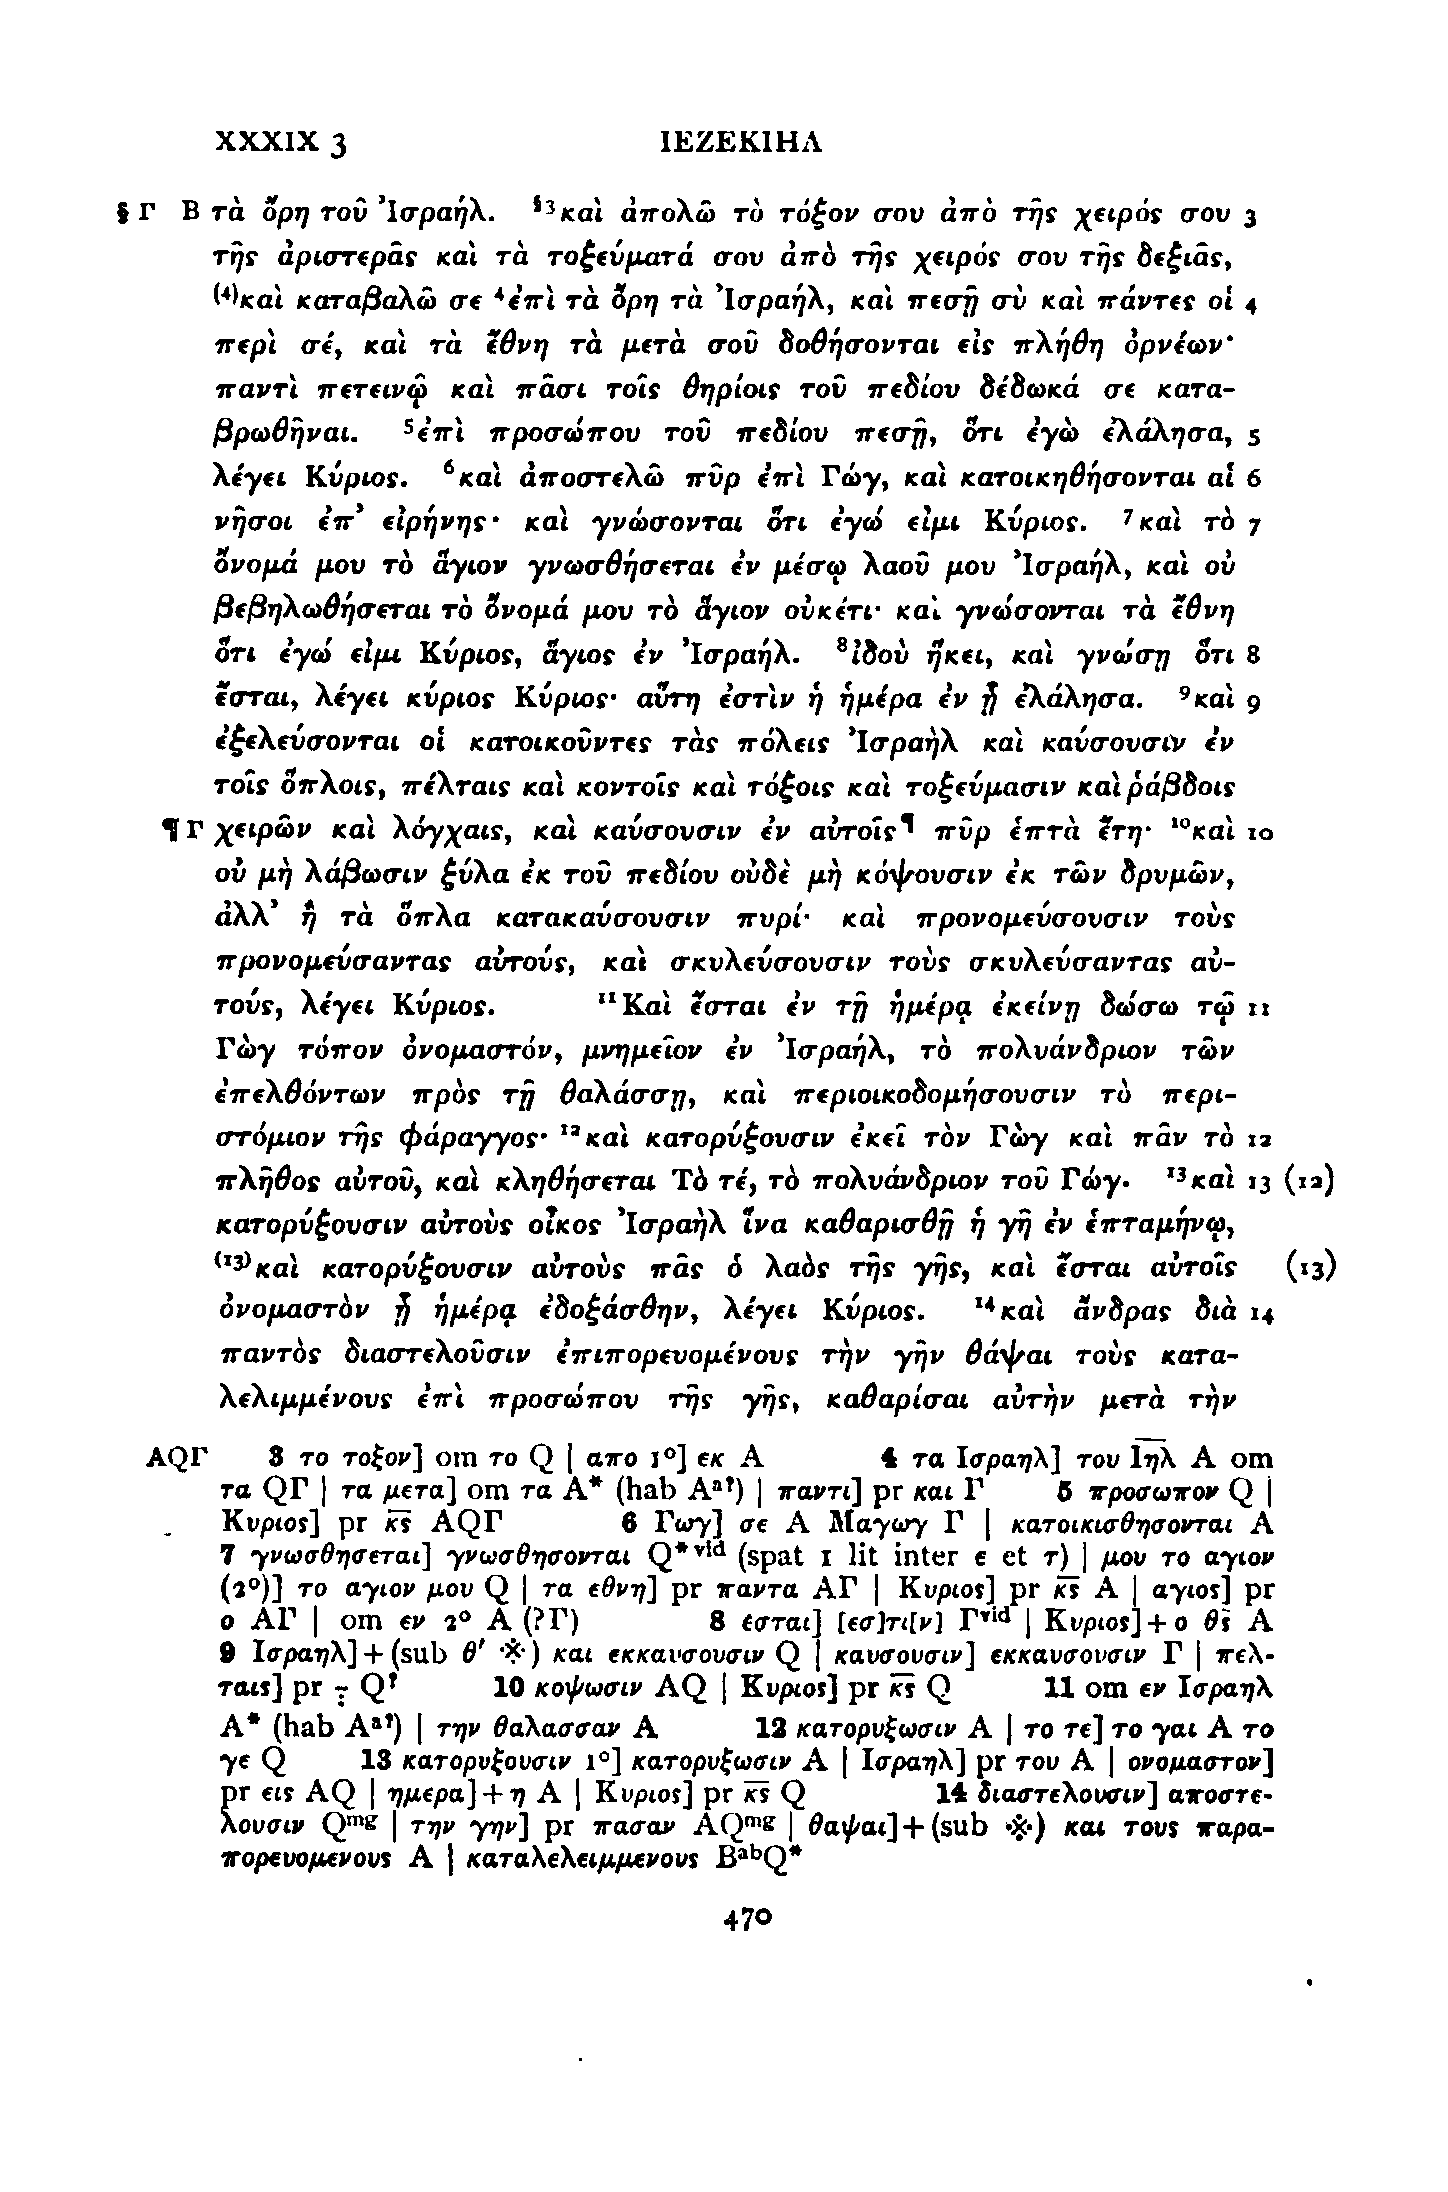 XXXIX 3 ΙΕΖΕΚΙΗΛ
§ Γ B τὰ ὄρη τοῦ Ἰσραήλ. §3καὶ ἀπολῶ τὸ τόξον σου ἀπὸ τῆς χειρός σου 3
τῆς ἀριστερᾶς καὶ τὰ τοξεύματά σου ἀπὸ τῆς χειρός σου τῆς δεξιᾶς,
(4)καὶ καταβαλῶ σε 4ἐπὶ τὰ ὄρη τὰ Ἰσραήλ, καὶ πεσῇ σὺ καὶ πάντες οἱ 4
περὶ σέ, καὶ τὰ ἔθνη τὰ μετὰ σοῦ δοθήσονται εἰς πλήθη ὀρνέων·
παντὶ πετεινῷ καὶ πᾶσι τοῖς θηρίοις τοῦ πεδίου δέδωκά σε κατα-
βρωθῆναι. 5ἐπὶ προσώπου τοῦ πεδίου πεσῇ, ὅτι ἐγὼ ἐλάλησα, 5
λέγει Κύριος. 6καὶ ἀποστελῶ πῦρ ἐπὶ Γώγ, καὶ κατοικηθήσονται αἱ 6
νῆσοι ἐπ’ εἰρήνης· καὶ γνώσονται ὅτι ἐγώ εἰμι Κύριος. 7καὶ τὸ 7
ὄνομά μου τὸ ἅγιον γνωσθήσεται ἐν μέσῳ λαοῦ μου Ἰσραήλ, καὶ οὐ
βεβηλωθήσεται τὸ ὄνομά μου τὸ ἅγιον οὐκέτι· καὶ γνώσονται τὰ ἔθνη
ὅτι ἐγώ εἰμι Κύριος, ἅγιος ἐν Ἰσραήλ. 8ἰδοὺ ἥκει, καὶ γνώσῃ ὅτι 8
ἔσται, λέγει κύριος Κύριος· αὕτη ἐστὶν ἡ ἡμέρα ἐν ᾗ ἐλάλησα. 9καὶ 9
ἐξελεύσονται οἱ κατοικοῦντες τὰς πόλεις Ἰσραὴλ καὶ καύσουσιν ἐν
τοῖς ὅπλοις, πέλταις καὶ κοντοῖς καὶ τόξοις καὶ τοξεύμασιν καὶ ῥάβδοις
¶ Γ χειρῶν καὶ λόγχαις, καὶ καύσουσιν ἐν αὐτοῖς¶ πῦρ ἑπτὰ ἔτη· 10καὶ 10
οὐ μὴ λάβωσιν ξύλα ἐκ τοῦ πεδίου οὐδὲ μὴ κόψουσιν ἐκ τῶν δρυμῶν,
ἀλλ’ ἢ τὰ ὅπλα κατακαύσουσιν πυρί· καὶ προνομεύσουσιν τοὺς
προνομεύσαντας αὐτούς, καὶ σκυλεύσουσιν τοὺς σκυλεύσαντας αὐ-
τούς, λέγει Κύριος. 11Καὶ ἔσται ἐν τῇ ἡμέρᾳ ἐκείνῃ δώσω τῷ 11
Γὼγ τόπον ὀνομαστόν, μνημεῖον ἐν Ἰσραήλ, τὸ πολυάνδριον τῶν
ἐπελθόντων πρὸς τῇ θαλάσσῃ, καὶ περιοικοδομήσουσιν τὸ περι-
στόμιον τῆς φάραγγος· 12καὶ κατορύξουσιν ἐκεῖ τὸν Γὼγ καὶ πᾶν τὸ 12
πλῆθος αὐτοῦ, καὶ κληθήσεται Τὸ τέ, τὸ πολυάνδριον τοῦ Γώγ. 13καὶ 13 (12)
κατορύξουσιν αὐτοὺς οἶκος Ἰσραὴλ ἵνα καθαρισθῇ ἡ γῆ ἐν ἑπταμήνῳ,
(13)καὶ κατορύξουσιν αὐτοὺς πᾶς ὁ λαὸς τῆς γῆς, καὶ ἔσται αὐτοῖς (13)
ὀνομαστὸν ᾗ ἡμέρᾳ ἐδοξάσθην, λέγει Κύριος. 14καὶ ἄνδρας διὰ 14
παντὸς διαστελοῦσιν ἐπιπορευομένους τὴν γῆν θάψαι τοὺς κατα-
λελιμμένους ἐπὶ προσώπου τῆς γῆς, καθαρίσαι αὐτὴν μετὰ τὴν
AQΓ 3 το τοξον] om το Q | απο 1°] εκ A 4 τα Ισραηλ] του Ιηλ A om
τα QΓ | τα μετα] om τα A* (hab Aa?) | παντι] pr και Γ 5 προσωπον Q |
Κυριος] pr κς AQΓ 6 Γωγ] σε A Μαγωγ Γ | κατοικισθησονται A
7 γνωσθησεται] γνωσθησονται Q*vid (spat 1 lit inter ε et τ) | μου το αγιον
(2°)] το αγιον μου Q | τα εθνη] pr παντα AΓ | Κυριος] pr κς A | αγιος] pr
ο AΓ | om εν 2° A (?Γ) 8 εσται] [εσ]τι[ν] Γvid | Κυριος] + ο θς A
9 Ισραηλ] + (sub θ′ ※) και εκκαυσουσιν Q | καυσουσιν] εκκαυσουσιν Γ | πελ-
ταις] pr ÷ Q? 10 κοψωσιν AQ | Κυριος] pr κς Q 11 om εν Ισραηλ
A* (hab Aa?) | την θαλασσαν A 12 κατορυξωσιν A | το τε] το γαι A το
γε Q 13 κατορυξουσιν 1°] κατορυξωσιν A | Ισραηλ] pr του A | ονομαστον]
pr εις AQ | ημερα] + η A | Κυριος] pr κς Q 14 διαστελουσιν] αποστε-
λουσιν Qmg | την γην] pr πασαν AQmg | θαψαι] + (sub ※) και τους παρα-
πορευομενους A | καταλελειμμενους BabQ*
470